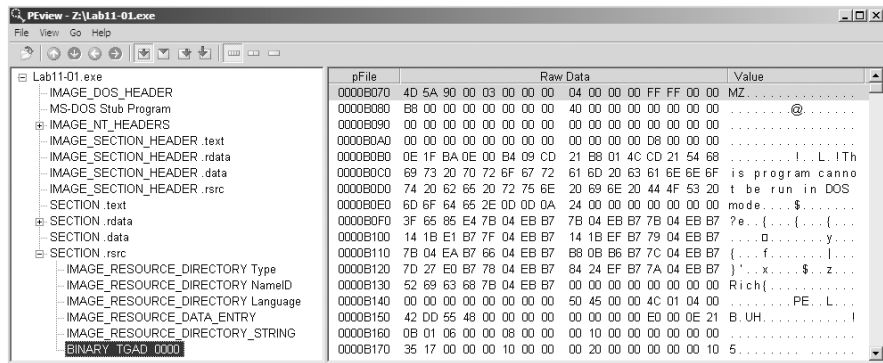 PEview - Z:\Lab11-01.exe
File View Go Help
Lab11-01.exe
IMAGE_DOS_HEADER
MS-DOS Stub Program
IMAGE_NT_HEADERS
IMAGE_SECTION_HEADER .text
IMAGE_SECTION_HEADER .rdata
IMAGE_SECTION_HEADER .data
IMAGE_SECTION_HEADER .rsrc
SECTION .text
SECTION .rdata
SECTION .data
SECTION .rsrc
IMAGE_RESOURCE_DIRECTORY Type
IMAGE_RESOURCE_DIRECTORY NameID
IMAGE_RESOURCE_DIRECTORY Language
IMAGE_RESOURCE_DATA_ENTRY
IMAGE_RESOURCE_DIRECTORY_STRING
BINARY TGAD 0000
pFile Raw Data Value
0000B070 4D 5A 90 00 03 00 00 00 04 00 00 00 FF FF 00 00 MZ..............
0000B080 B8 00 00 00 00 00 00 00 40 00 00 00 00 00 00 00 ........@.......
0000B090 00 00 00 00 00 00 00 00 00 00 00 00 00 00 00 00 ................
0000B0A0 00 00 00 00 00 00 00 00 00 00 00 00 D8 00 00 00 ................
0000B0B0 0E 1F BA 0E 00 B4 09 CD 21 B8 01 4C CD 21 54 68 ........!..L.!Th
0000B0C0 69 73 20 70 72 6F 67 72 61 6D 20 63 61 6E 6E 6F is program canno
0000B0D0 74 20 62 65 20 72 75 6E 20 69 6E 20 44 4F 53 20 t be run in DOS
0000B0E0 6D 6F 64 65 2E 0D 0D 0A 24 00 00 00 00 00 00 00 mode....$.......
0000B0F0 3F 65 85 E4 7B 04 EB B7 7B 04 EB B7 7B 04 EB B7 ?e..{...{...{...
0000B100 14 1B E1 B7 7F 04 EB B7 14 1B EF B7 79 04 EB B7 ....□.......y...
0000B110 7B 04 EA B7 66 04 EB B7 B8 0B B6 B7 7C 04 EB B7 {...f.......|...
0000B120 7D 27 E0 B7 78 04 EB B7 84 24 EF B7 7A 04 EB B7 }'..x....$..z...
0000B130 52 69 63 68 7B 04 EB B7 00 00 00 00 00 00 00 00 Rich{...........
0000B140 00 00 00 00 00 00 00 00 50 45 00 00 4C 01 04 00 ........PE..L...
0000B150 42 DD 55 48 00 00 00 00 00 00 00 00 E0 00 0E 21 B.UH...........!
0000B160 0B 01 06 00 00 08 00 00 00 10 00 00 00 00 00 00 ................
0000B170 35 17 00 00 00 10 00 00 00 20 00 00 00 00 00 10 5........ ......